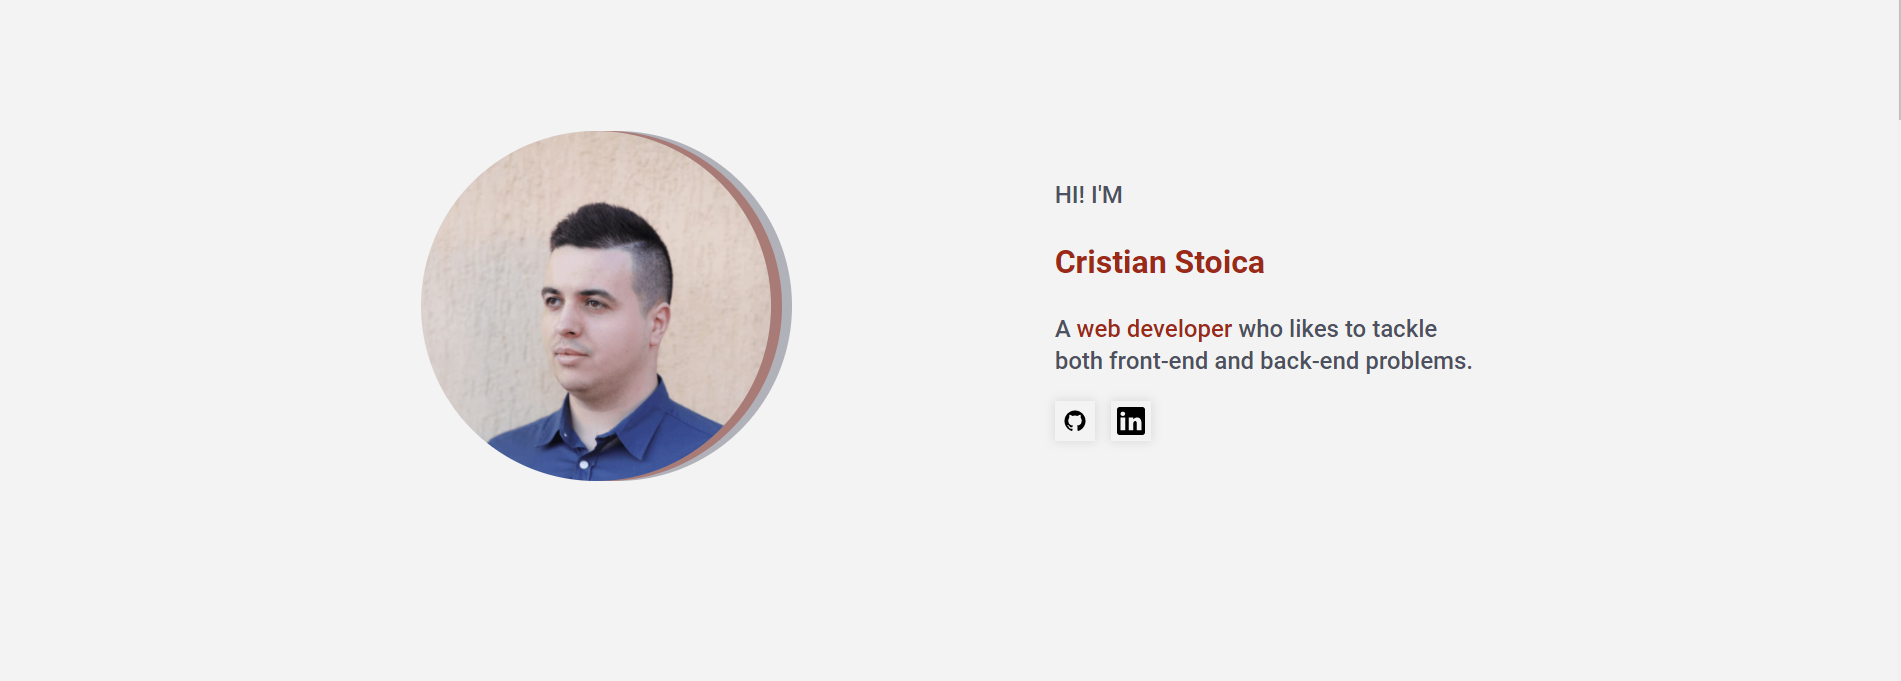 HI! I'M
Cristian Stoica
A web developer who likes to tackle
both front-end and back-end problems.
in